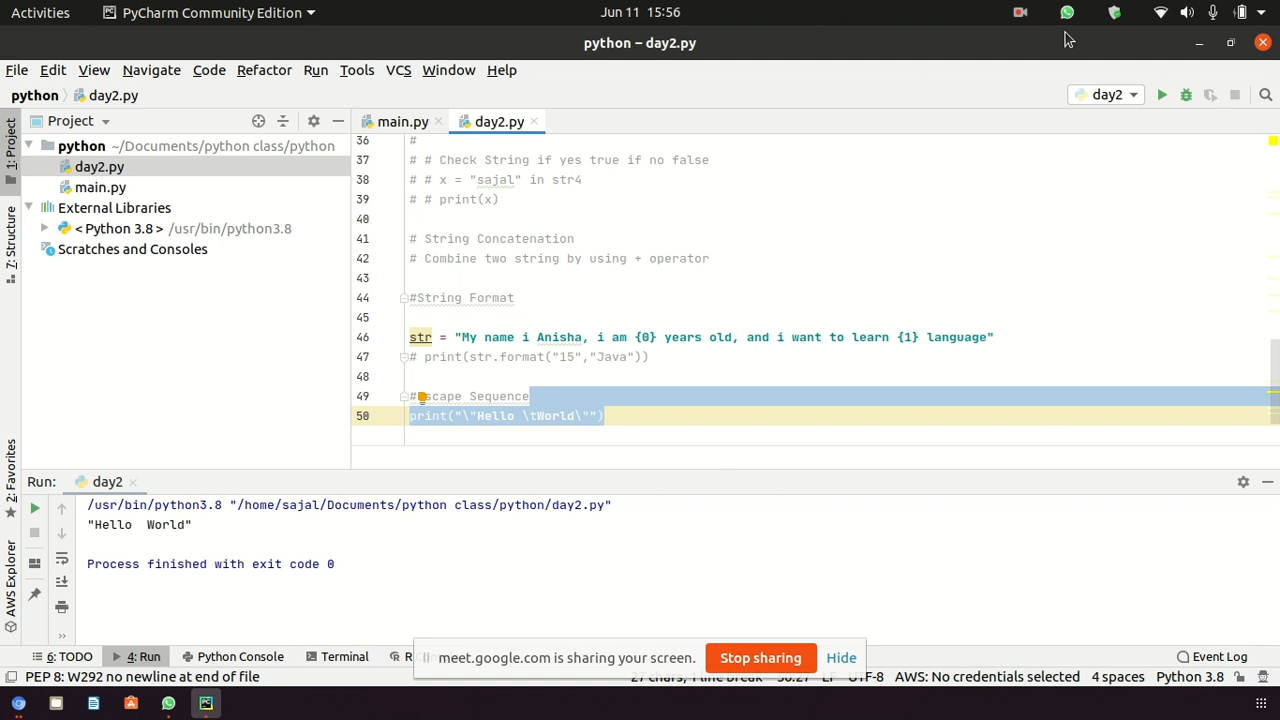 Activities PyCharm Community Edition Jun 11 15:56
python – day2.py
File Edit View Navigate Code Refactor Run Tools VCS Window Help
python day2.py day2
1: Project
Project
main.py
day2.py
python ~/Documents/python class/python
day2.py
main.py
External Libraries
< Python 3.8 > /usr/bin/python3.8
Scratches and Consoles
7: Structure
2: Favorites
AWS Explorer
36 #
37 # # Check String if yes true if no false
38 # # x = "sajal" in str4
39 # # print(x)
40
41 # String Concatenation
42 # Combine two string by using + operator
43
44 #String Format
45
46 str = "My name i Anisha, i am {0} years old, and i want to learn {1} language"
47 # print(str.format("15","Java"))
48
49 # scape Sequence
50 print("\"Hello \tWorld\"")
Run: day2
/usr/bin/python3.8 "/home/sajal/Documents/python class/python/day2.py"
"Hello  World"
Process finished with exit code 0
6: TODO 4: Run Python Console Terminal R
Event Log
meet.google.com is sharing your screen. Stop sharing Hide
PEP 8: W292 no newline at end of file
UTF-8 AWS: No credentials selected 4 spaces Python 3.8